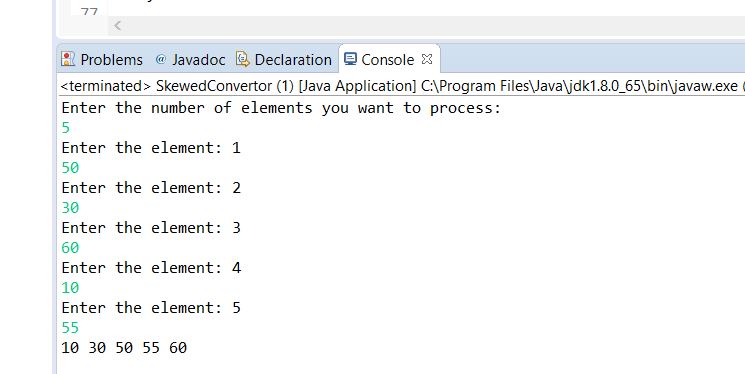 77
Problems @ Javadoc Declaration Console
<terminated> SkewedConvertor (1) [Java Application] C:\Program Files\Java\jdk1.8.0_65\bin\javaw.exe (
Enter the number of elements you want to process:
5
Enter the element: 1
50
Enter the element: 2
30
Enter the element: 3
60
Enter the element: 4
10
Enter the element: 5
55
10 30 50 55 60